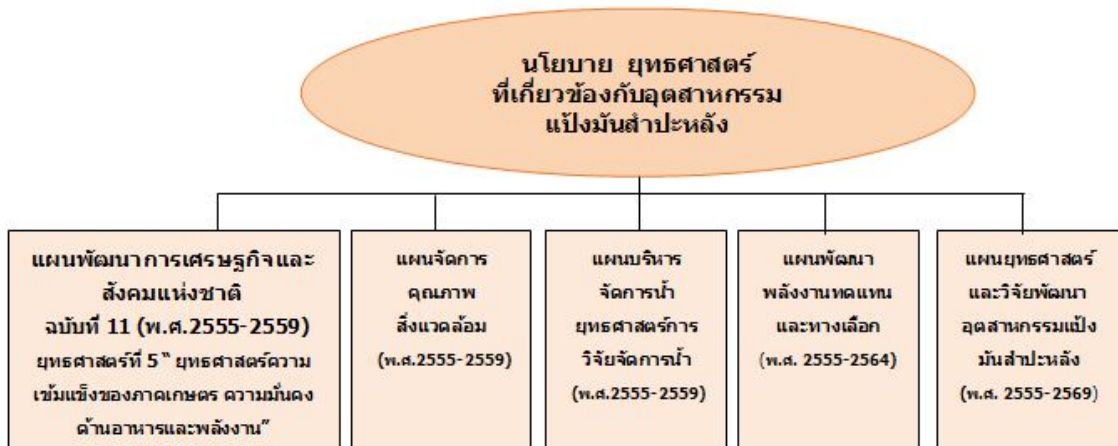 นโยบาย ยุทธศาสตร์
ที่เกี่ยวข้องกับอุตสาหกรรม
แป้งมันสำปะหลัง
แผนพัฒนาการเศรษฐกิจและ
สังคมแห่งชาติ
ฉบับที่ 11 (พ.ศ.2555-2559)
ยุทธศาสตร์ที่ 5 “ ยุทธศาสตร์ความ
เข้มแข็งของภาคเกษตร ความมั่นคง
ด้านอาหารและพลังงาน”
แผนจัดการ
คุณภาพ
สิ่งแวดล้อม
(พ.ศ.2555-2559)
แผนบริหาร
จัดการน้ำ
ยุทธศาสตร์การ
วิจัยจัดการน้ำ
(พ.ศ.2555-2559)
แผนพัฒนา
พลังงานทดแทน
และทางเลือก
(พ.ศ. 2555-2564)
แผนยุทธศาสตร์
และวิจัยพัฒนา
อุตสาหกรรมแป้ง
มันสำปะหลัง
(พ.ศ. 2555-2569)